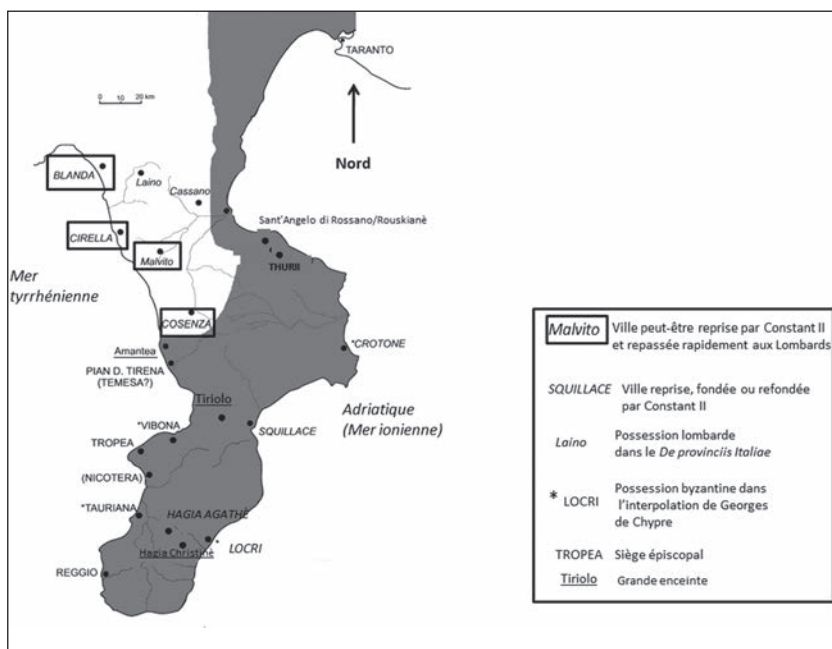 TARANTO
0 10 20 km
Nord
BLANDA
Laino
Cassano
Sant'Angelo di Rossano/Rouskianè
CIRELLA
THURII
Malvito
Mer
tyrrhénienne
COSENZA
Amantea
*CROTONE
PIAN D. TIRENA
(TEMESA?)
Tiriolo
Adriatique
(Mer ionienne)
*VIBONA
SQUILLACE
TROPEA
(NICOTERA)
*TAURIANA
HAGIA AGATHÈ
* LOCRI
Hagia Christinè
REGGIO
Malvito Ville peut-être reprise par Constant II
et repassée rapidement aux Lombards
SQUILLACE Ville reprise, fondée ou refondée
par Constant II
Laino Possession lombarde
dans le De provinciis Italiae
* LOCRI Possession byzantine dans
l'interpolation de Georges
de Chypre
TROPEA Siège épiscopal
Tiriolo Grande enceinte